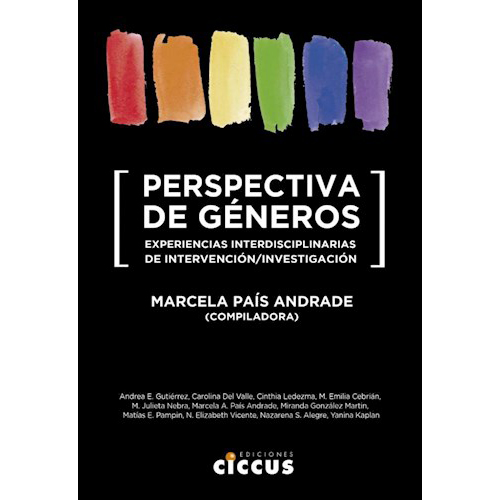 PERSPECTIVA
DE GÉNEROS
EXPERIENCIAS INTERDISCIPLINARIAS
DE INTERVENCIÓN/INVESTIGACIÓN
MARCELA PAÍS ANDRADE
(COMPILADORA)
Andrea E. Gutiérrez, Carolina Del Valle, Cinthia Ledezma, M. Emilia Cebrián,
M. Julieta Nebra, Marcela A. País Andrade, Miranda González Martin,
Matías E. Pampin, N. Elizabeth Vicente, Nazarena S. Alegre, Yanina Kaplan
EDICIONES
CICCUS